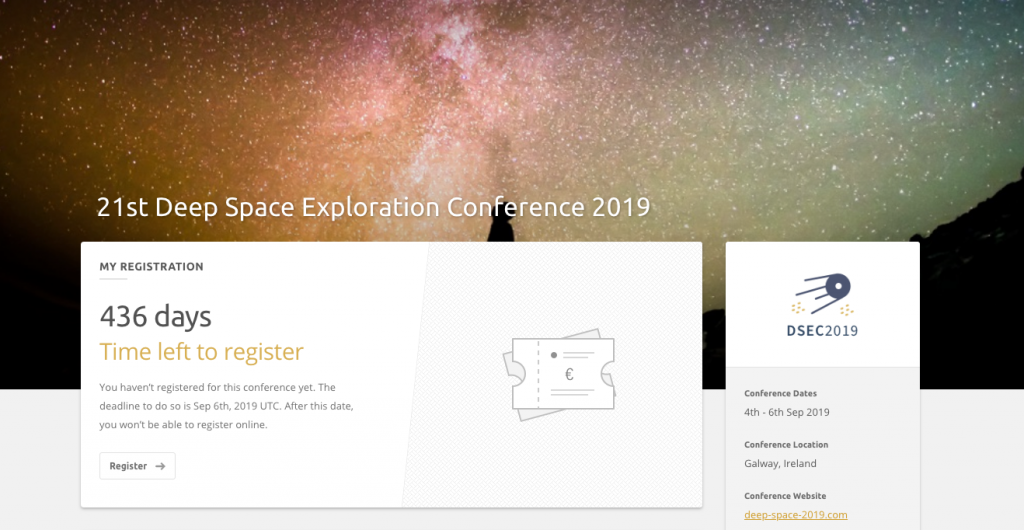 21st Deep Space Exploration Conference 2019
MY REGISTRATION
436 days
Time left to register
You haven't registered for this conference yet. The
deadline to do so is Sep 6th, 2019 UTC. After this date,
you won't be able to register online.
Register
€
DSEC2019
Conference Dates
4th - 6th Sep 2019
Conference Location
Galway, Ireland
Conference Website
deep-space-2019.com